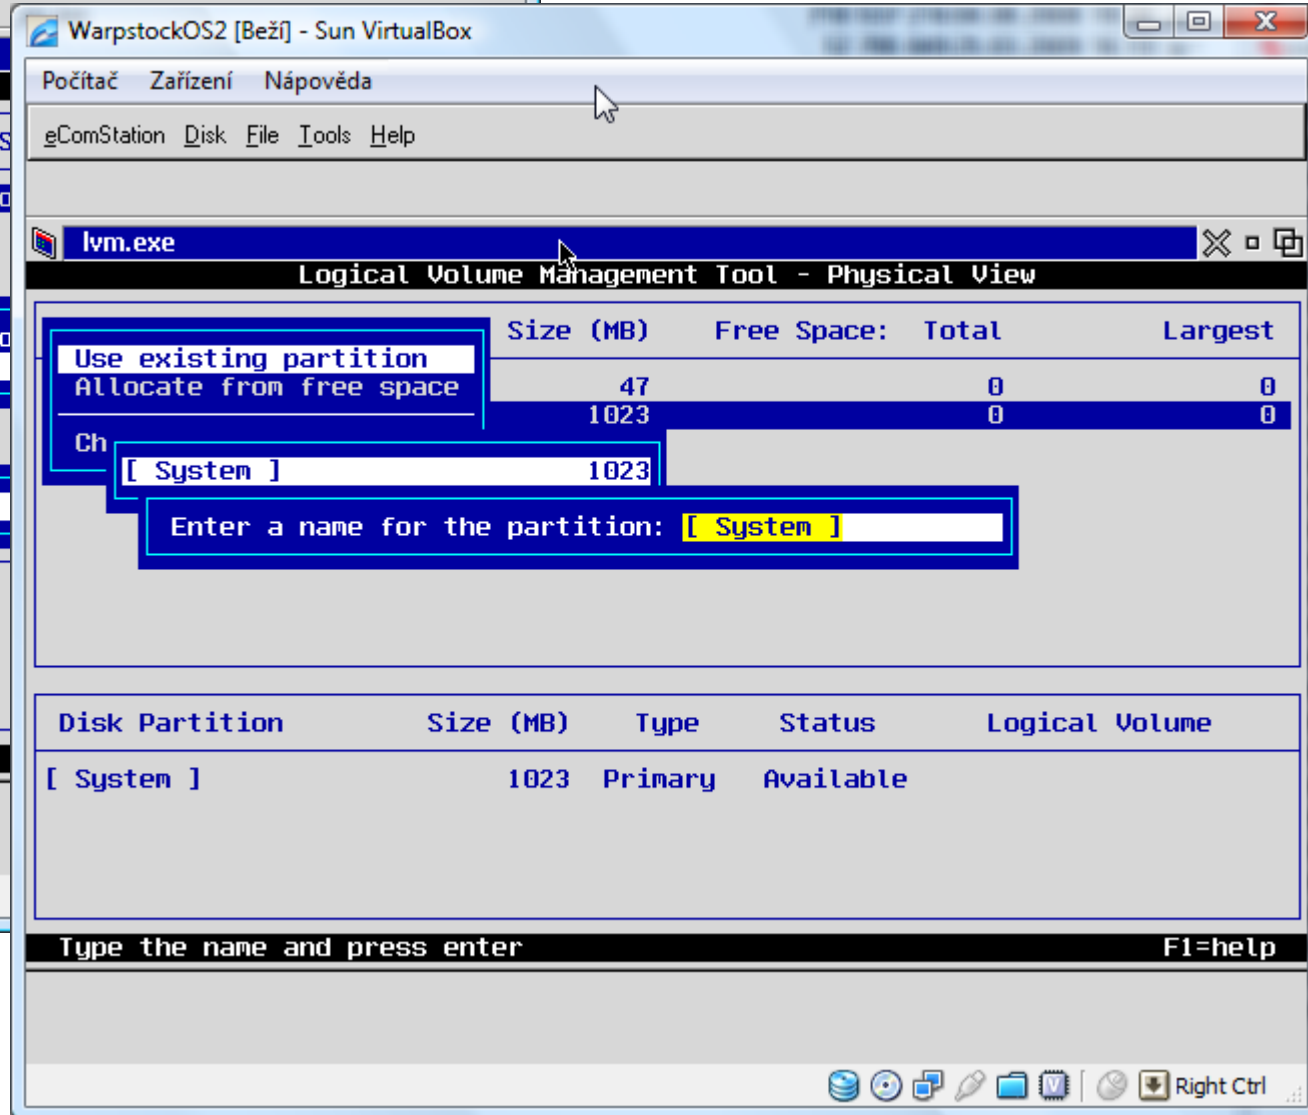 WarpstockOS2 [Beží] - Sun VirtualBox
Počítač Zařízení Nápověda
eComStation Disk File Tools Help
lvm.exe
Logical Volume Management Tool - Physical View
Size (MB) Free Space: Total Largest
Use existing partition
Allocate from free space 47 0 0
1023 0 0
Ch
[ System ] 1023
Enter a name for the partition: [ System ]
Disk Partition Size (MB) Type Status Logical Volume
[ System ] 1023 Primary Available
Type the name and press enter F1=help
Right Ctrl